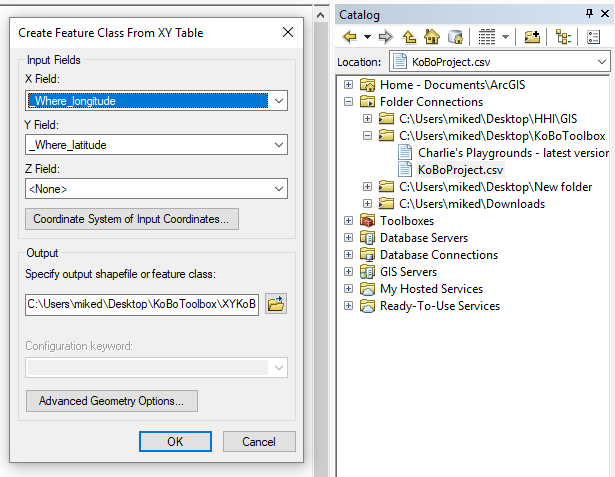 Create Feature Class From XY Table
Input Fields
X Field:
_Where_longitude
Y Field:
_Where_latitude
Z Field:
<None>
Coordinate System of Input Coordinates...
Output
Specify output shapefile or feature class:
C:\Users\miked\Desktop\KoBoToolbox\XYKoB
Configuration keyword:
Advanced Geometry Options...
OK
Cancel
Catalog
Location:
KoBoProject.csv
Home - Documents\ArcGIS
Folder Connections
C:\Users\miked\Desktop\HHI\GIS
C:\Users\miked\Desktop\KoBoToolbox
Charlie's Playgrounds - latest version
KoBoProject.csv
C:\Users\miked\Desktop\New folder
C:\Users\miked\Downloads
Toolboxes
Database Servers
Database Connections
GIS Servers
My Hosted Services
Ready-To-Use Services